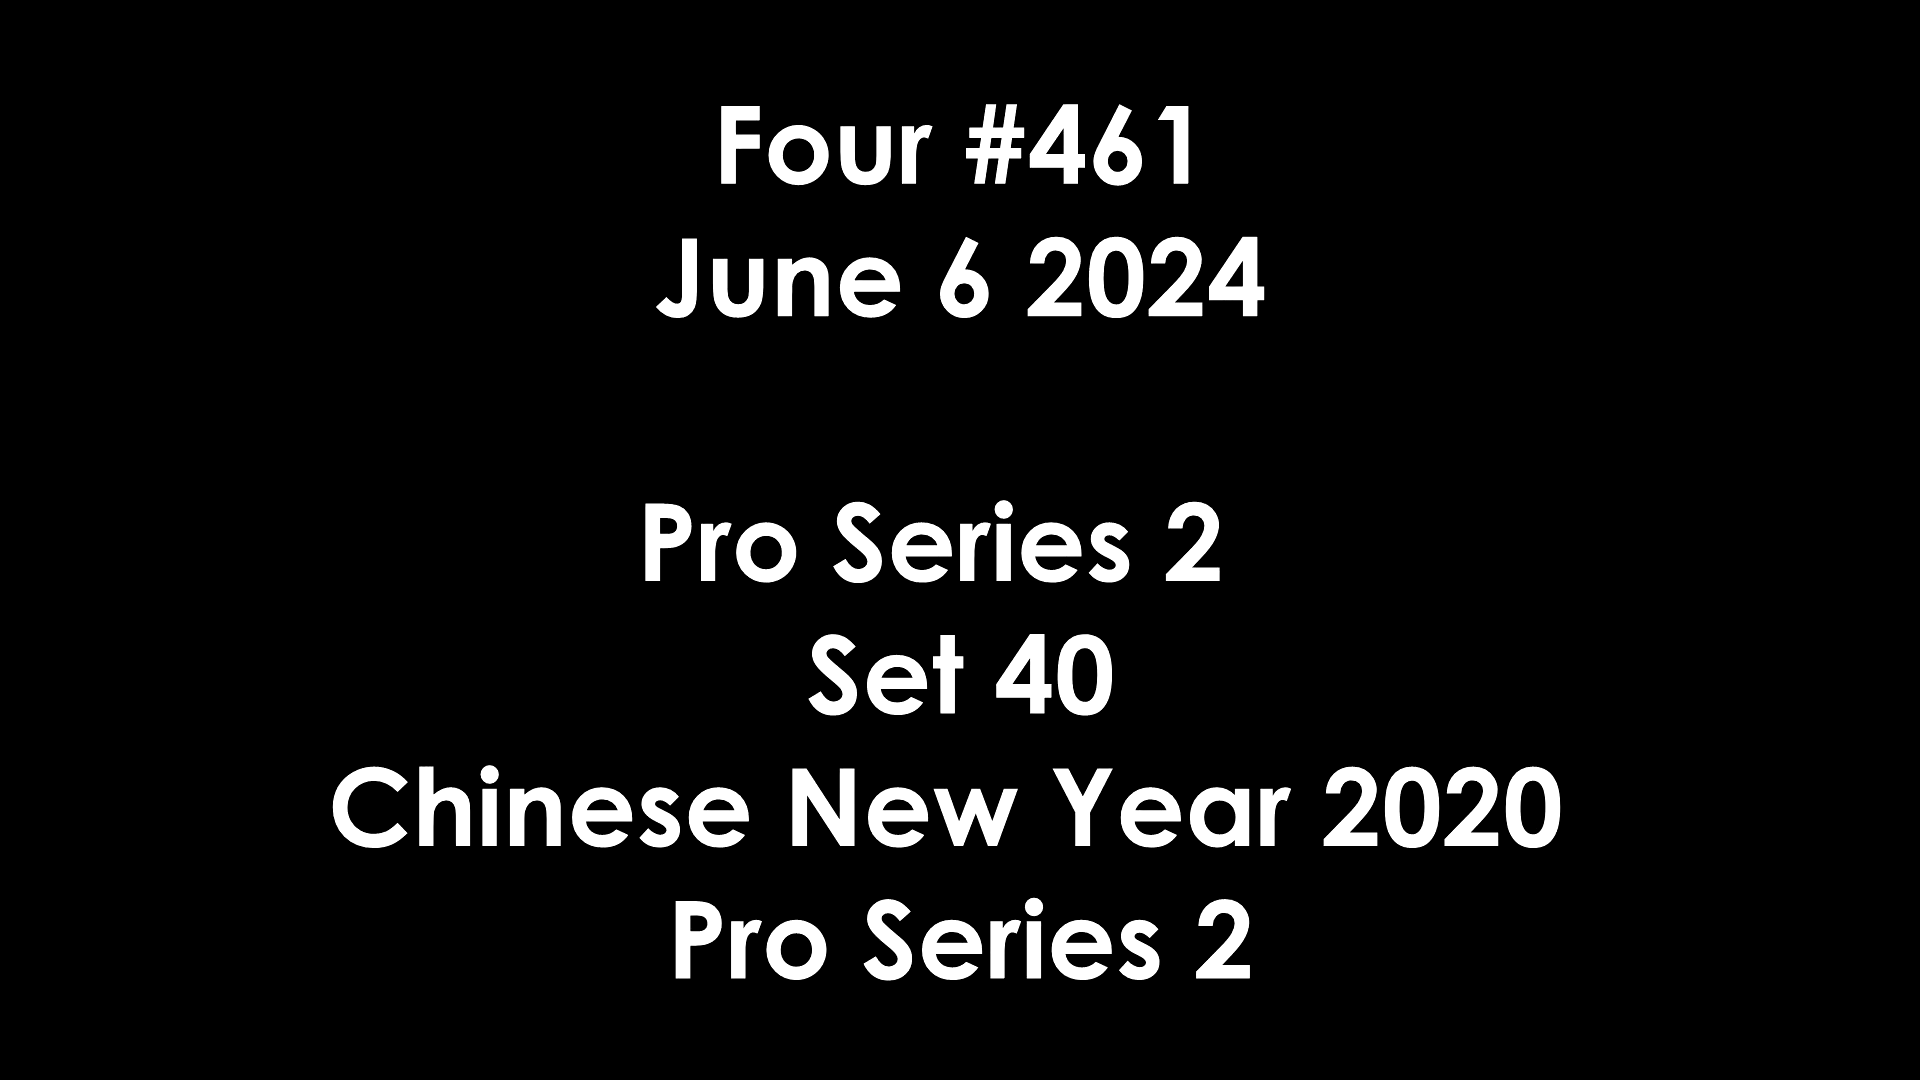 Four #461
June 6 2024
Pro Series 2
Set 40
Chinese New Year 2020
Pro Series 2